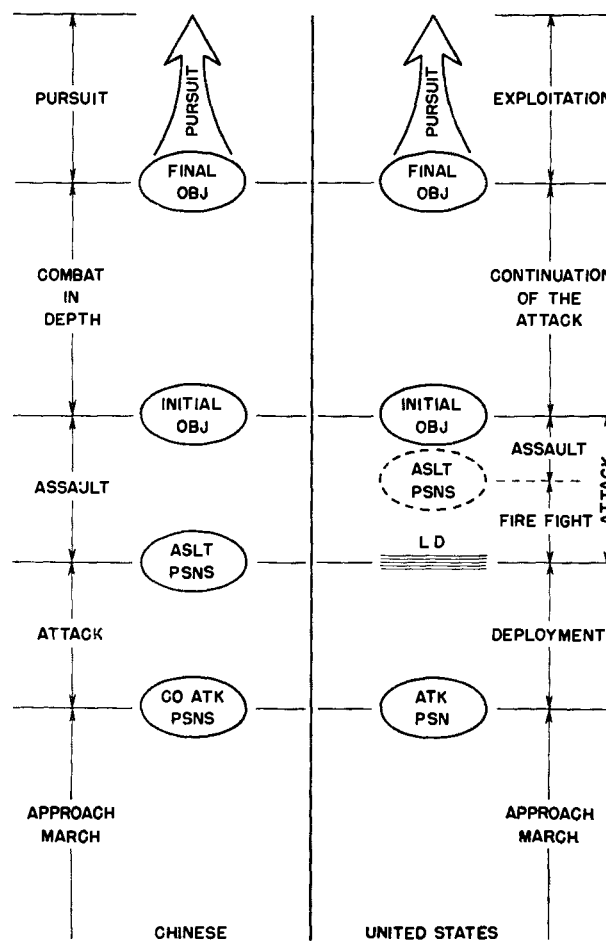 PURSUIT
PURSUIT
FINAL
OBJ
COMBAT
IN
DEPTH
INITIAL
OBJ
ASSAULT
ASLT
PSNS
ATTACK
CO ATK
PSNS
APPROACH
MARCH
CHINESE
PURSUIT
EXPLOITATION
FINAL
OBJ
CONTINUATION
OF THE
ATTACK
INITIAL
OBJ
ASSAULT
ASLT
PSNS
ATTACK
FIRE FIGHT
LD
DEPLOYMENT
ATK
PSN
APPROACH
MARCH
UNITED STATES